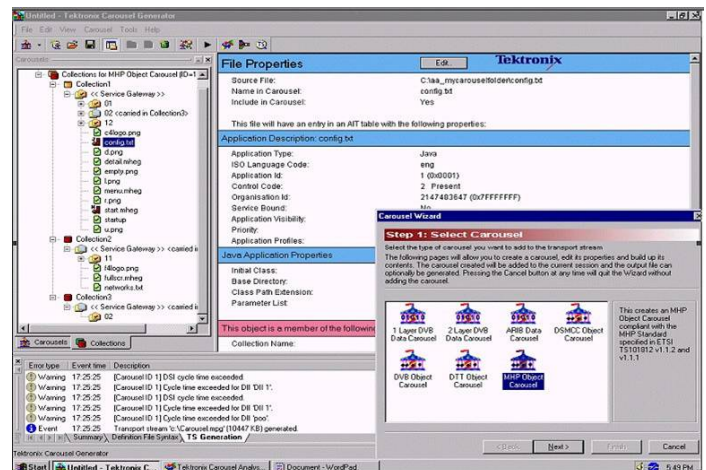 Untitled - Tektronix Carousel Generator
File Edit View Carousel Tools Help
Carousels
Collections for MHP Object Carousel (ID=1
Collection1
<< Service Gateway >>
01
02 <carried in Collection3>
12
c4logo.png
config.txt
d.png
detail.mheg
empty.png
l.png
menu.mheg
r.png
start.mheg
startup
u.png
Collection2
<< Service Gateway >> <carried i
11
f4logo.png
fullscr.mheg
networks.txt
Collection3
<< Service Gateway >> <carried i
02
Carousels Collections
File Properties Edit.. Tektronix
Source File: C:\aa_mycarouselfolder\config.txt
Name in Carousel: config.txt
Include in Carousel: Yes
This file will have an entry in an AIT table with the following properties:
Application Description: config.txt
Application Type: Java
ISO Language Code: eng
Application Id: 1 (0x0001)
Control Code: 2 Present
Organisation Id: 2147483647 (0x7FFFFFFF)
Service Bound: No
Application Visibility:
Priority:
Application Profiles:
Java Application Properties
Initial Class:
Base Directory:
Class Path Extension:
Parameter List:
This object is a member of the following
Collection Name:
Carousel Wizard
Step 1: Select Carousel
Select the type of carousel you want to add to the transport stream
The following pages will allow you to create a carousel, edit its properties and build up its
contents. The carousel created will be added to the current session and the output file can
optionally be generated. Pressing the Cancel button at any time will quit the Wizard without
adding the carousel.
1 Layer DVB Data Carousel
2 Layer DVB Data Carousel
ARIB Data Carousel
DSMCC Object Carousel
DVB Object Carousel
DTT Object Carousel
MHP Object Carousel
This creates an MHP
Object Carousel
compliant with the
MHP Standard
specified in ETSI
TS101812 v1.1.2 and
v1.1.1
< Back Next > Finish Cancel
Error type Event time Description
Warning 17:25:25 [Carousel ID 1] DSI cycle time exceeded.
Warning 17:25:25 [Carousel ID 1] Cycle time exceeded for DII 'DII 1'.
Warning 17:25:25 [Carousel ID 1] DSI cycle time exceeded.
Warning 17:25:25 [Carousel ID 1] Cycle time exceeded for DII 'DII 1'.
Warning 17:25:25 [Carousel ID 1] Cycle time exceeded for DII 'poo'.
Event 17:25:25 Transport stream 'c:\Carousel.mpg' (10447 KB) generated.
Summary Definition File Syntax TS Generation
Tektronix Carousel Generator
Start Untitled - Tektronix C... Tektronix Carousel Analys... Document - WordPad 5:49 PM